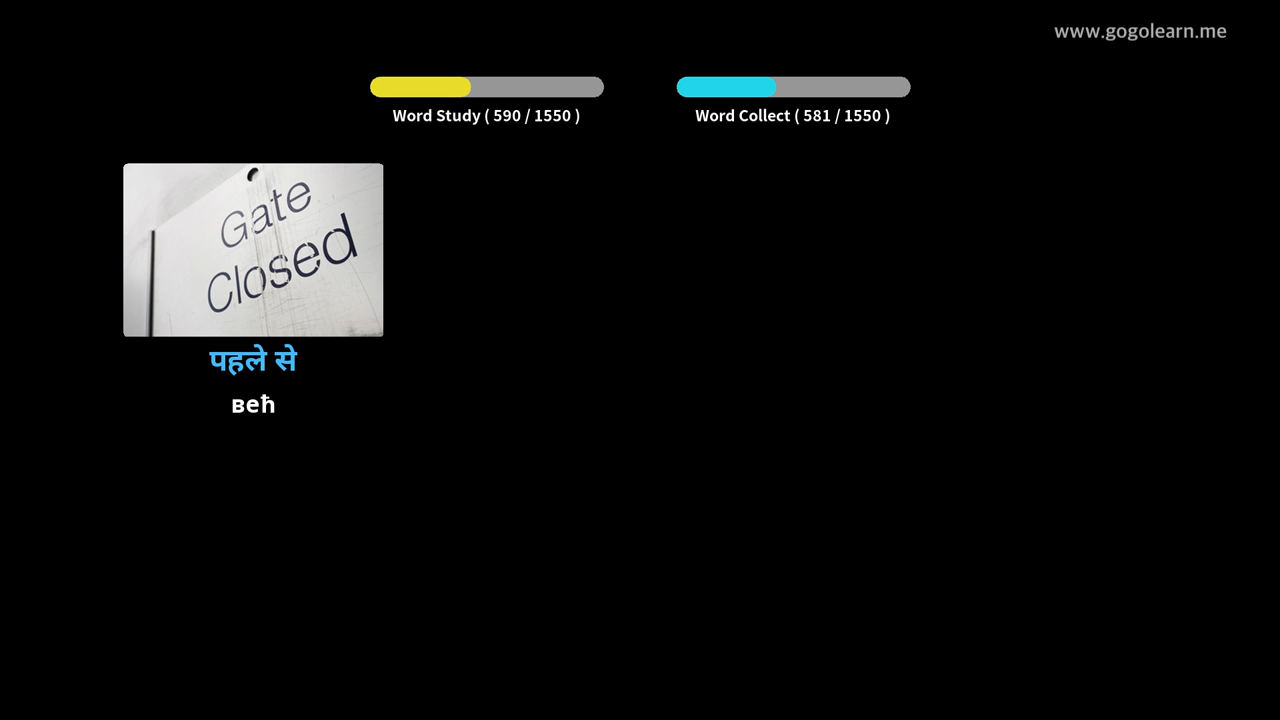 www.gogolearn.me
Word Study ( 590 / 1550 )
Word Collect ( 581 / 1550 )
Gate
Closed
पहले से
већ